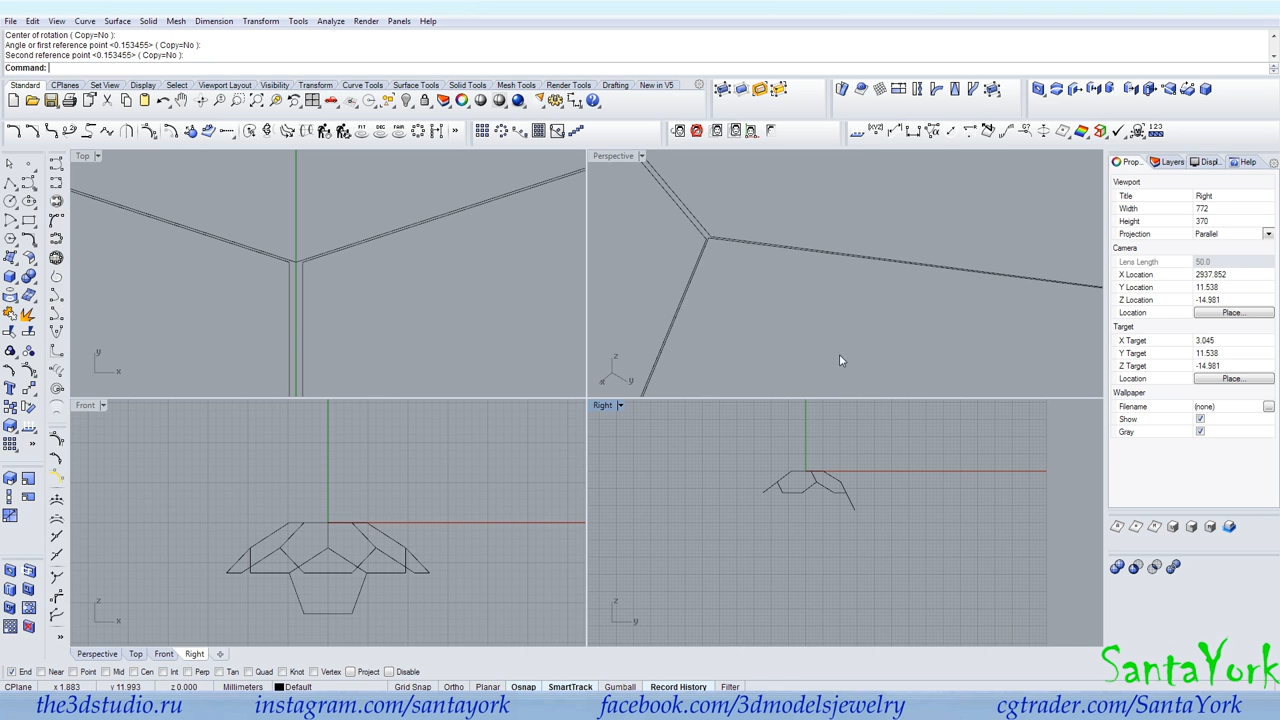 File Edit View Curve Surface Solid Mesh Dimension Transform Tools Analyze Render Panels Help
Center of rotation ( Copy=No ):
Angle or first reference point <0.153455> ( Copy=No ):
Second reference point <0.153455> ( Copy=No ):
Command:
Standard CPlanes Set View Display Select Viewport Layout Visibility Transform Curve Tools Surface Tools Solid Tools Mesh Tools Render Tools Drafting New in V5
Top
Perspective
Prop... Layers Displ... Help
Viewport
Title Right
Width 772
Height 370
Projection Parallel
Camera
Lens Length 50.0
X Location 2937.852
Y Location 11.538
Z Location -14.981
Location Place...
Target
X Target 3.045
Y Target 11.538
Z Target -14.981
Location Place...
Wallpaper
Filename (none) ...
Show
Gray
y
x
z
x
y
Front
Right
z
x
z
y
Perspective Top Front Right
End Near Point Mid Cen Int Perp Tan Quad Knot Vertex Project Disable
CPlane x 1.883 y 11.993 z 0.000 Millimeters Default Grid Snap Ortho Planar Osnap SmartTrack Gumball Record History Filter
SantaYork
the3dstudio.ru instagram.com/santayork facebook.com/3dmodelsjewelry cgtrader.com/SantaYork